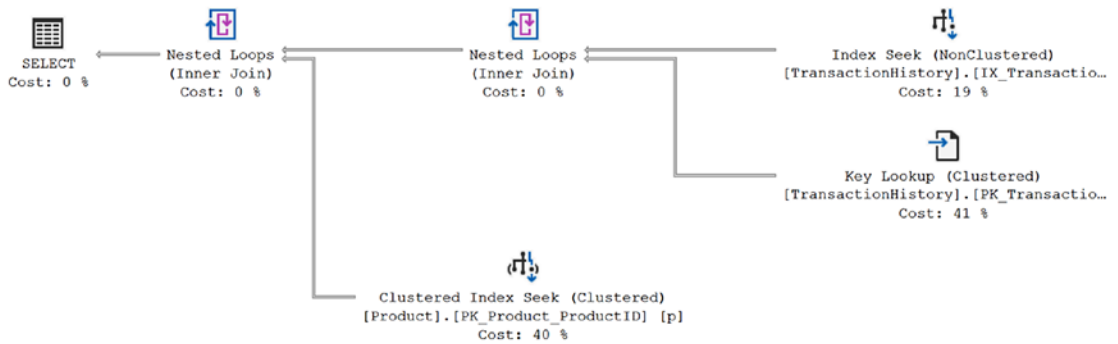 SELECT
Cost: 0 %
Nested Loops
(Inner Join)
Cost: 0 %
Nested Loops
(Inner Join)
Cost: 0 %
Index Seek (NonClustered)
[TransactionHistory].[IX_Transactio…
Cost: 19 %
Key Lookup (Clustered)
[TransactionHistory].[PK_Transactio…
Cost: 41 %
Clustered Index Seek (Clustered)
[Product].[PK_Product_ProductID] [p]
Cost: 40 %